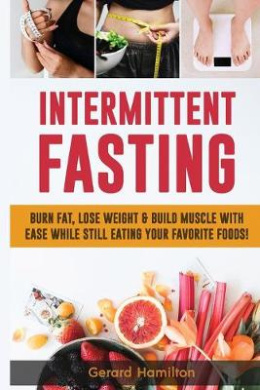 INTERMITTENT
FASTING
BURN FAT, LOSE WEIGHT & BUILD MUSCLE WITH
EASE WHILE STILL EATING YOUR FAVORITE FOODS!
Gerard Hamilton